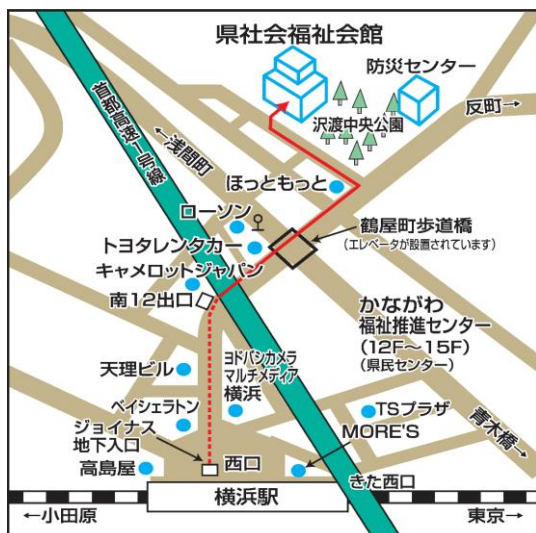 県社会福祉会館
防災センター
首都高速1号線
←浅間町
沢渡中央公園
反町→
ほっともっと
ローソン
鶴屋町歩道橋
(エレベータが設置されています)
トヨタレンタカー
キャメロットジャパン
南12出口
かながわ
福祉推進センター
(12F〜15F)
(県民センター)
天理ビル
ヨドバシカメラ
マルチメディア
横浜
ベイシェラトン
TSプラザ
青木橋
ジョイナス
地下入口
MORE'S
高島屋
西口
きた西口
横浜駅
←小田原
東京→